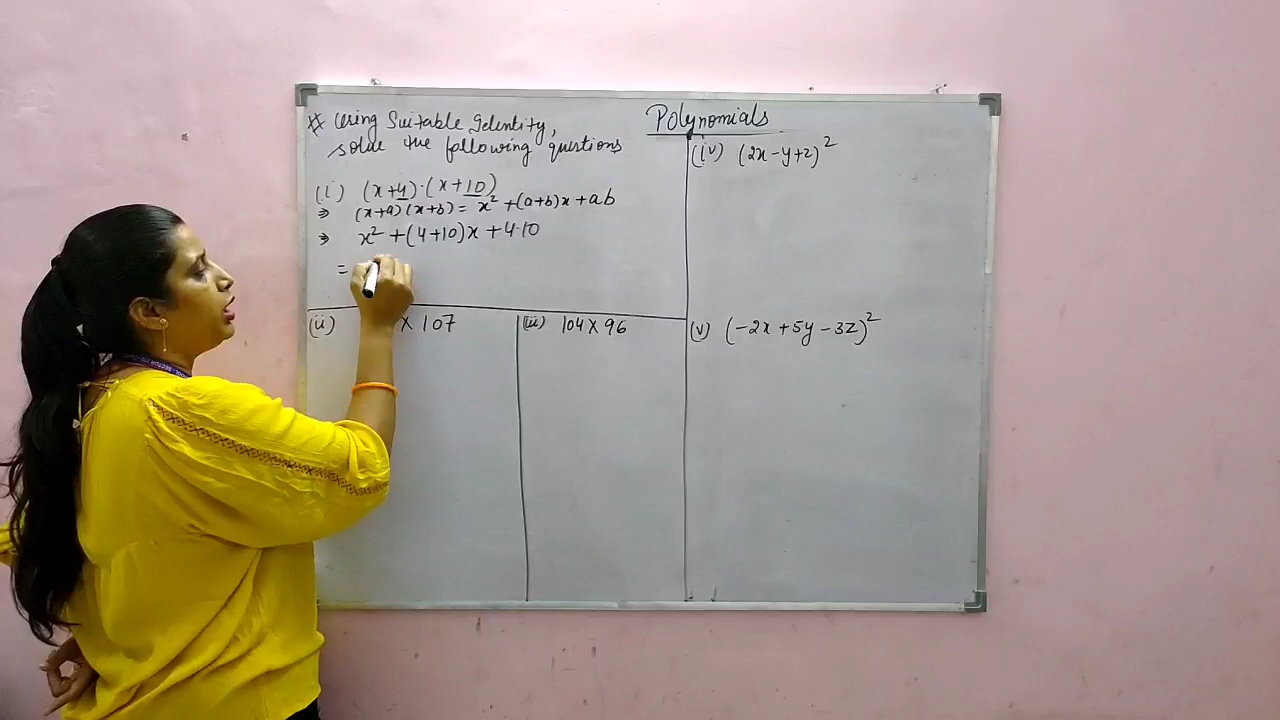 Polynomials
# Using Suitable Identity,
solve the following questions
(i) (x+4)·(x+10)
⇒ (x+a)(x+b) = x² +(a+b)x + ab
⇒ x² + (4+10)x + 4·10
=
(ii) × 107
(iii) 104 × 96
(iv) (2x-y+z)²
(v) (-2x + 5y - 3z)²